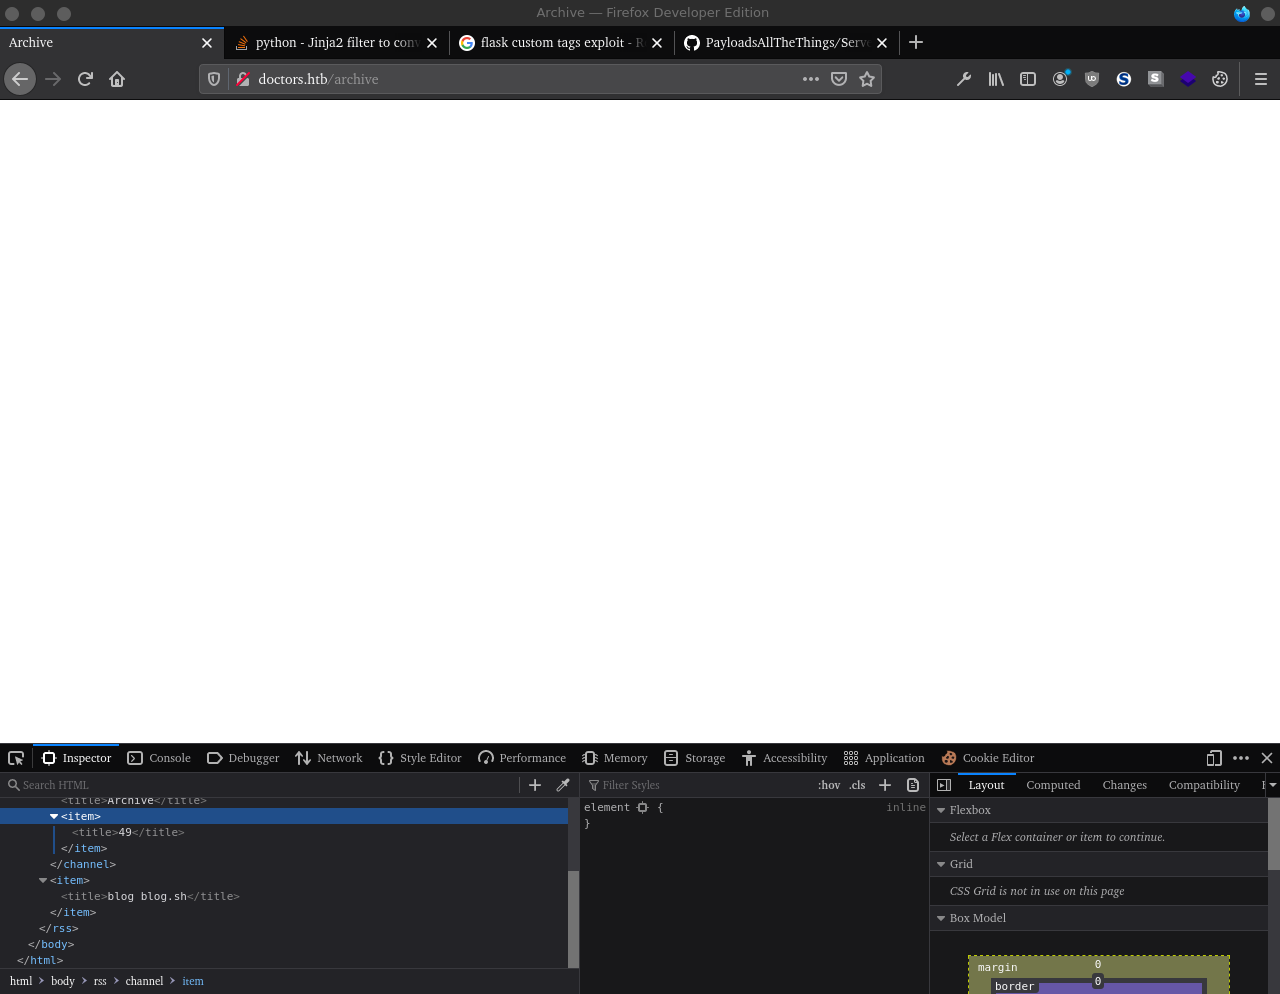 Archive — Firefox Developer Edition
Archive
python - Jinja2 filter to conv
flask custom tags exploit - R
PayloadsAllTheThings/Serve
doctors.htb/archive
Inspector Console Debugger Network Style Editor Performance Memory Storage Accessibility Application Cookie Editor
Search HTML
Filter Styles
:hov .cls
Layout Computed Changes Compatibility
<title>Archive</title>
<item>
<title>49</title>
</item>
</channel>
<item>
<title>blog blog.sh</title>
</item>
</rss>
</body>
</html>
html > body > rss > channel > item
element { inline
}
Flexbox
Select a Flex container or item to continue.
Grid
CSS Grid is not in use on this page
Box Model
margin 0
border 0